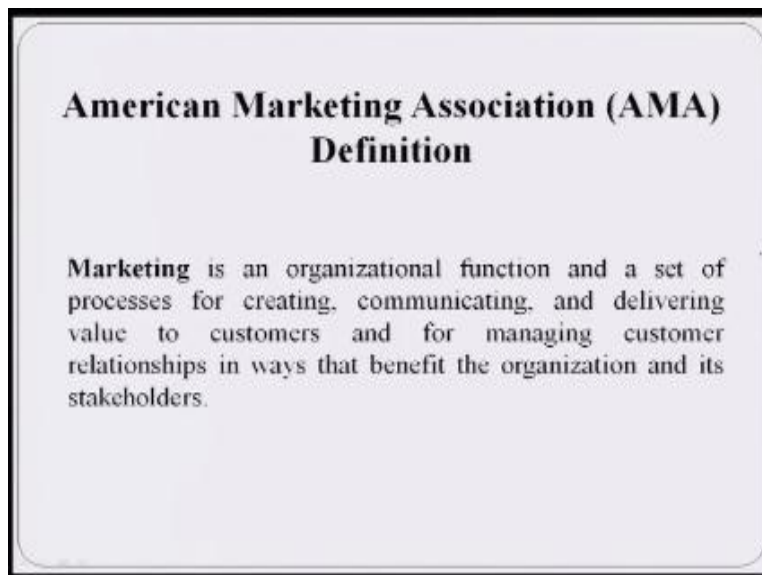 American Marketing Association (AMA)
Definition
Marketing is an organizational function and a set of
processes for creating, communicating, and delivering
value to customers and for managing customer
relationships in ways that benefit the organization and its
stakeholders.